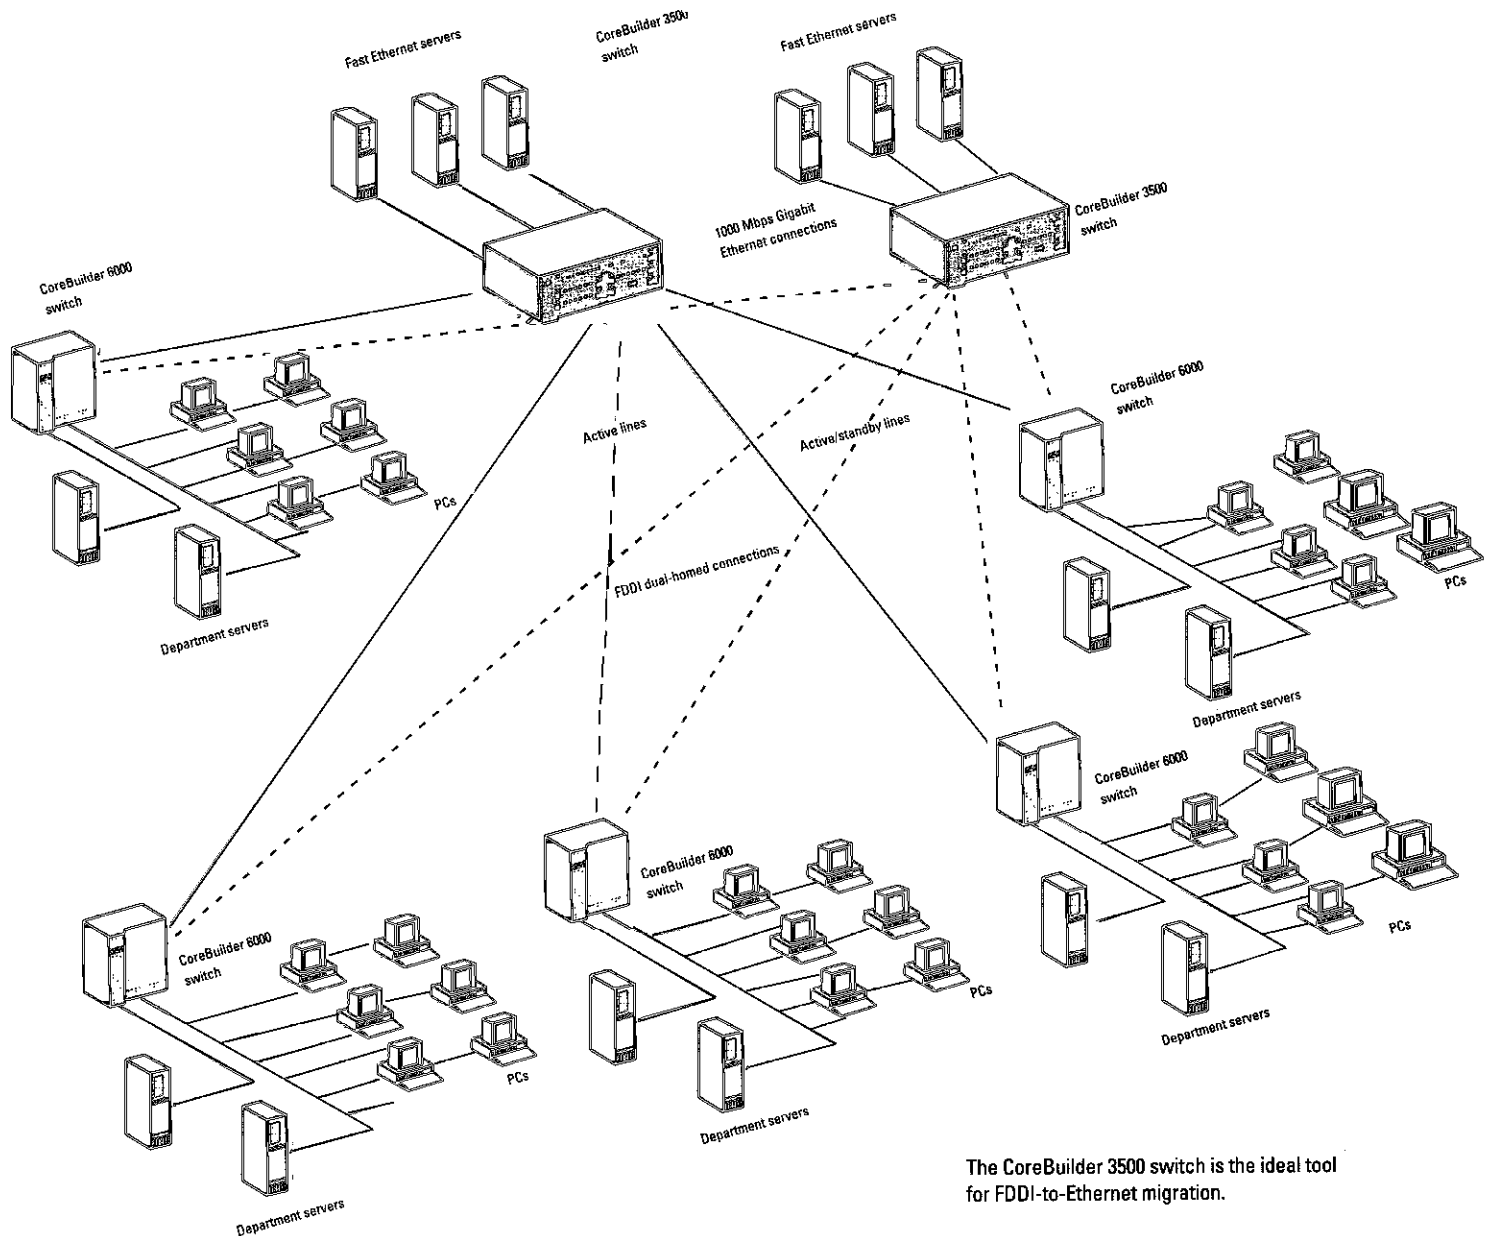 Fast Ethernet servers
CoreBuilder 3500
switch
Fast Ethernet servers
1000 Mbps Gigabit
Ethernet connections
CoreBuilder 3500
switch
CoreBuilder 6000
switch
CoreBuilder 6000
switch
Active lines
Active/standby lines
PCs
FDDI dual-homed connections
PCs
Department servers
Department servers
CoreBuilder 6000
switch
CoreBuilder 6000
switch
CoreBuilder 6000
switch
PCs
PCs
PCs
Department servers
Department servers
Department servers
The CoreBuilder 3500 switch is the ideal tool
for FDDI-to-Ethernet migration.